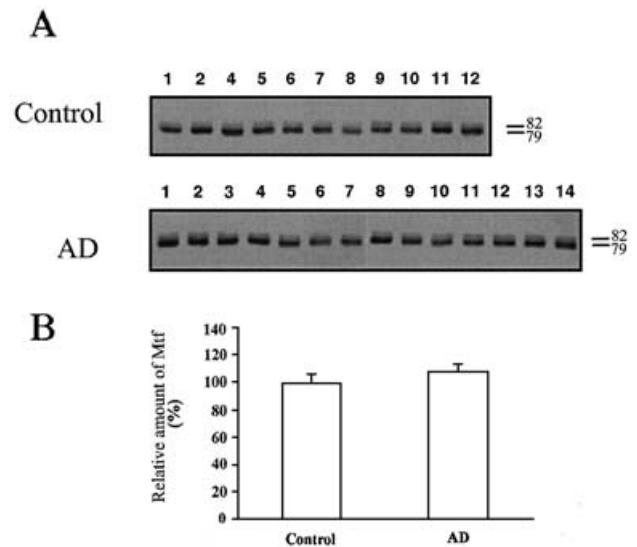 A
1 2 4 5 6 7 8 9 10 11 12
Control
82
79
1 2 3 4 5 6 7 8 9 10 11 12 13 14
AD
82
79
B
140
120
100
80
60
40
20
0
Relative amount of Mtf
(%)
Control AD